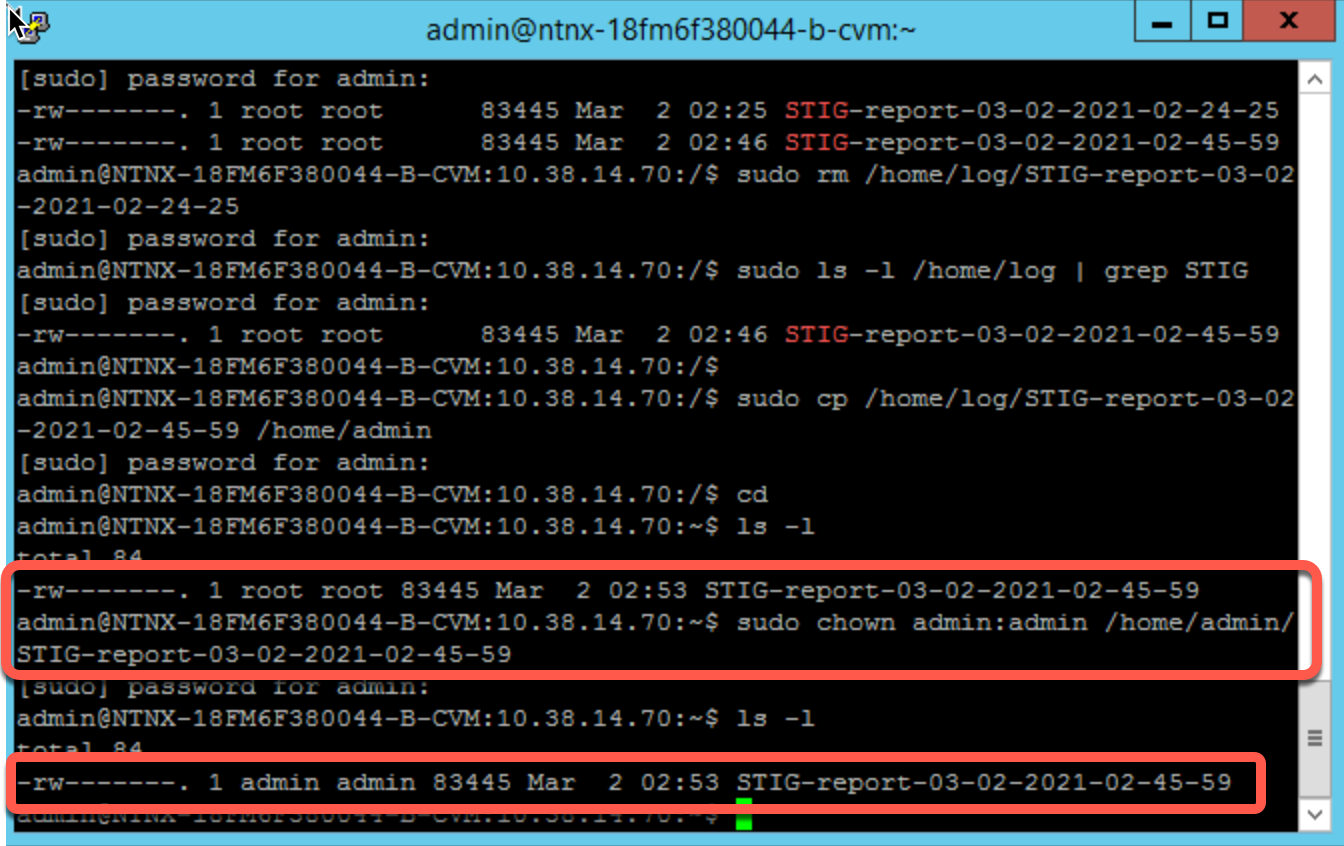 admin@ntnx-18fm6f380044-b-cvm:~
[sudo] password for admin:
-rw-------. 1 root root      83445 Mar  2 02:25 STIG-report-03-02-2021-02-24-25
-rw-------. 1 root root      83445 Mar  2 02:46 STIG-report-03-02-2021-02-45-59
admin@NTNX-18FM6F380044-B-CVM:10.38.14.70:/$ sudo rm /home/log/STIG-report-03-02
-2021-02-24-25
[sudo] password for admin:
admin@NTNX-18FM6F380044-B-CVM:10.38.14.70:/$ sudo ls -l /home/log | grep STIG
[sudo] password for admin:
-rw-------. 1 root root      83445 Mar  2 02:46 STIG-report-03-02-2021-02-45-59
admin@NTNX-18FM6F380044-B-CVM:10.38.14.70:/$
admin@NTNX-18FM6F380044-B-CVM:10.38.14.70:/$ sudo cp /home/log/STIG-report-03-02
-2021-02-45-59 /home/admin
[sudo] password for admin:
admin@NTNX-18FM6F380044-B-CVM:10.38.14.70:/$ cd
admin@NTNX-18FM6F380044-B-CVM:10.38.14.70:~$ ls -l
total 84
-rw-------. 1 root root 83445 Mar  2 02:53 STIG-report-03-02-2021-02-45-59
admin@NTNX-18FM6F380044-B-CVM:10.38.14.70:~$ sudo chown admin:admin /home/admin/
STIG-report-03-02-2021-02-45-59
[sudo] password for admin:
admin@NTNX-18FM6F380044-B-CVM:10.38.14.70:~$ ls -l
total 84
-rw-------. 1 admin admin 83445 Mar  2 02:53 STIG-report-03-02-2021-02-45-59
admin@NTNX-18FM6F380044-B-CVM:10.38.14.70:~$